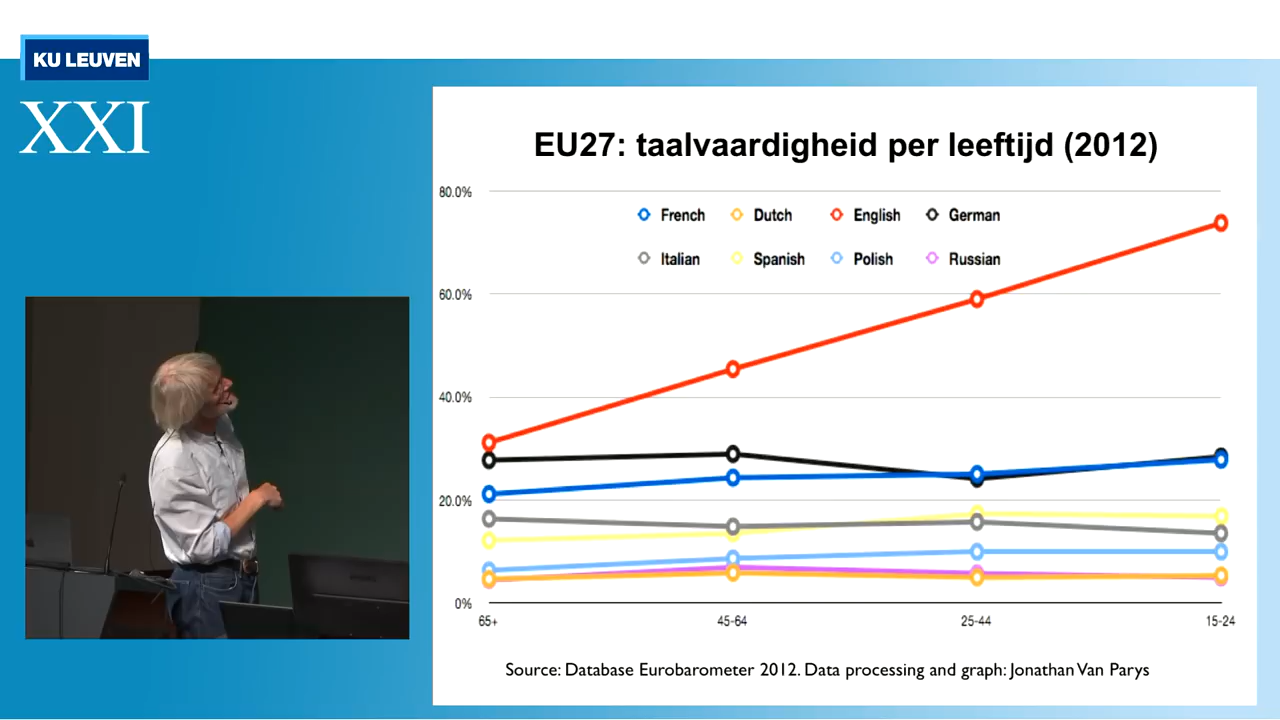 KU LEUVEN
XXI
EU27: taalvaardigheid per leeftijd (2012)
80.0%
French Dutch English German
Italian Spanish Polish Russian
60.0%
40.0%
20.0%
0%
65+ 45-64 25-44 15-24
Source: Database Eurobarometer 2012. Data processing and graph: Jonathan Van Parys